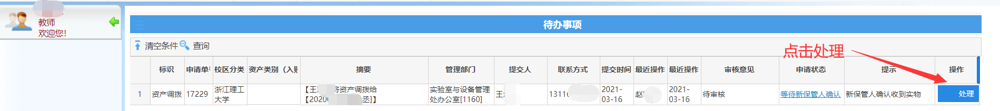 教师
欢迎您!
待办事项
清空条件 查询
点击处理
标识 申请单号 校区分类 资产类别（入账 摘要 管理部门 提交人 联系方式 提交时间 最近操作 最近操作 审核意见 申请状态 提示 操作
1 资产调拨 17229 浙江理工 【王 将资产调拨给 实验室与设备管理 王 1311 2021- 赵 2021- 待审核 等待新保管人确认 新保管人确认收到实物 处理
大学 【2020 丞]】 处办公室[1160] 03-16 03-16